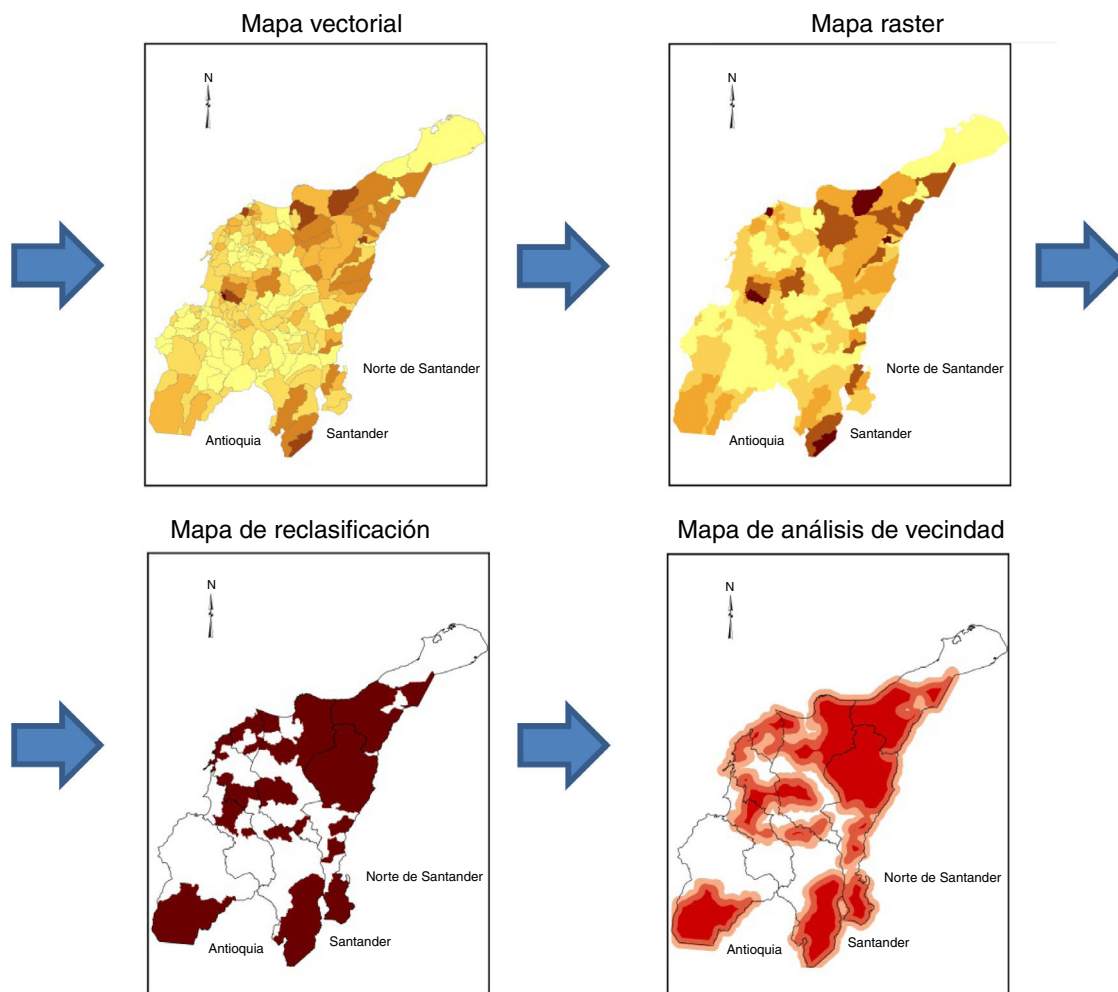 Mapa vectorial
N
Norte de Santander
Antioquia
Santander
Mapa raster
N
Norte de Santander
Antioquia
Santander
Mapa de reclasificación
N
Norte de Santander
Antioquia
Santander
Mapa de análisis de vecindad
N
Norte de Santander
Antioquia
Santander